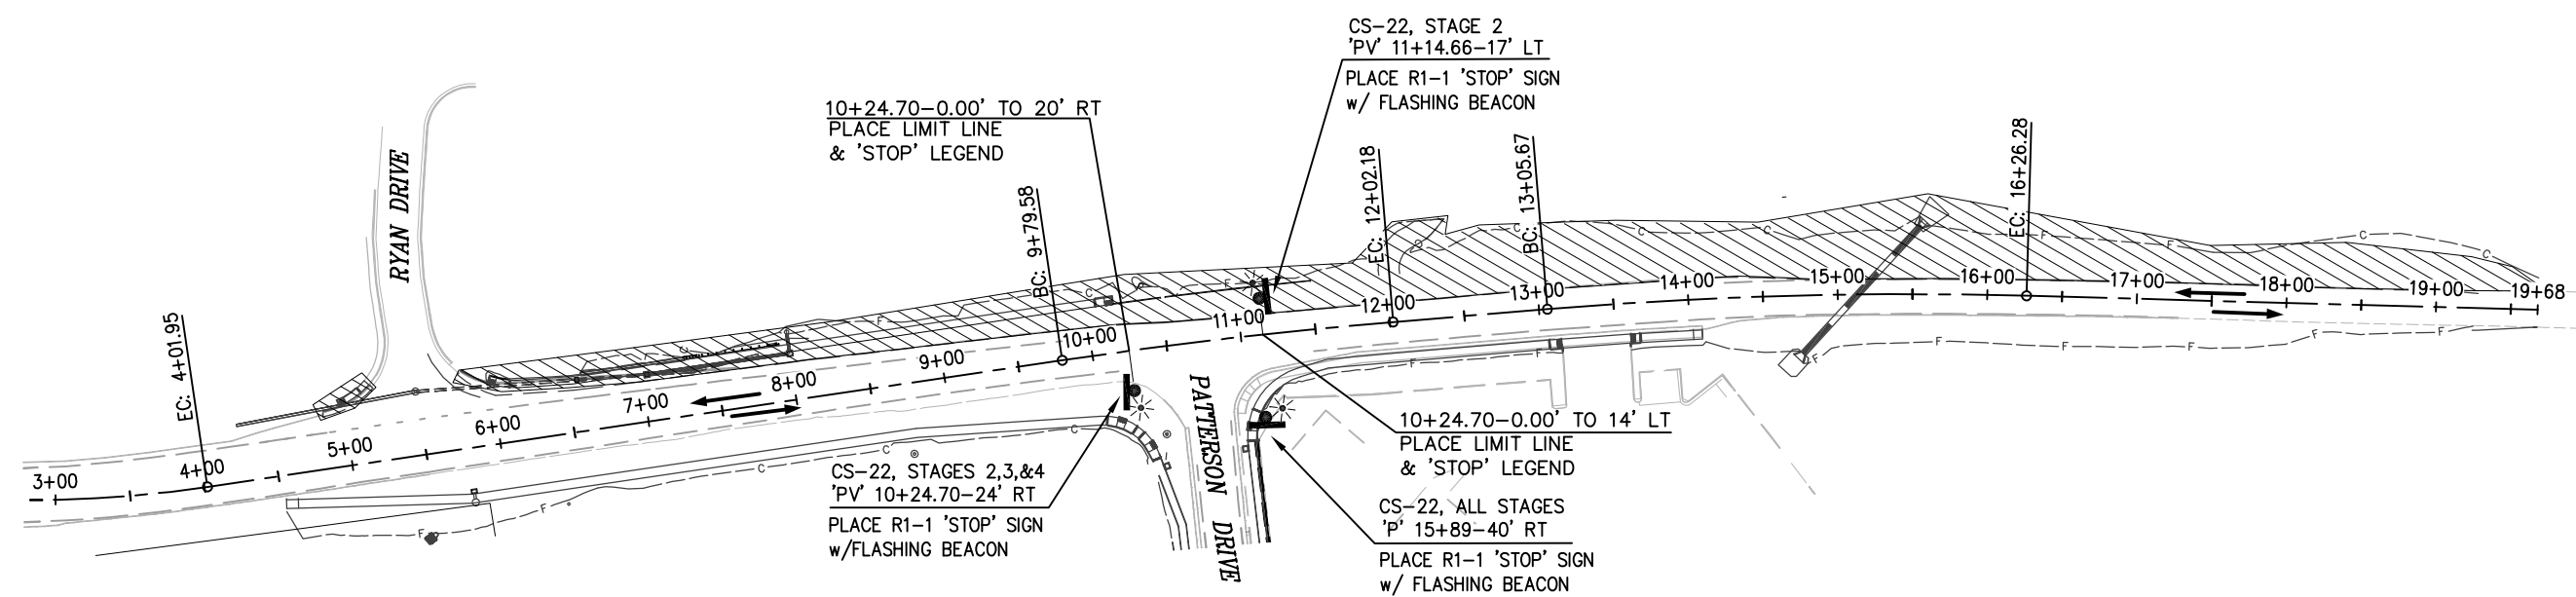 CS-22, STAGE 2
'PV' 11+14.66-17' LT
PLACE R1-1 'STOP' SIGN
w/ FLASHING BEACON
10+24.70-0.00' TO 20' RT
PLACE LIMIT LINE
& 'STOP' LEGEND
RYAN DRIVE
EC: 4+01.95
BC: 9+79.58
EC: 12+02.18
BC: 13+05.67
EC: 16+26.28
3+00
4+00
5+00
6+00
7+00
8+00
9+00
10+00
11+00
12+00
13+00
14+00
15+00
16+00
17+00
18+00
19+00
19+68
PATTERSON DRIVE
CS-22, STAGES 2,3,&4
'PV' 10+24.70-24' RT
PLACE R1-1 'STOP' SIGN
w/FLASHING BEACON
10+24.70-0.00' TO 14' LT
PLACE LIMIT LINE
& 'STOP' LEGEND
CS-22, ALL STAGES
'P' 15+89-40' RT
PLACE R1-1 'STOP' SIGN
w/ FLASHING BEACON
C
C
C
C
C
C
C
C
F
F
F
F
F
F
F
F
F
F
F
F